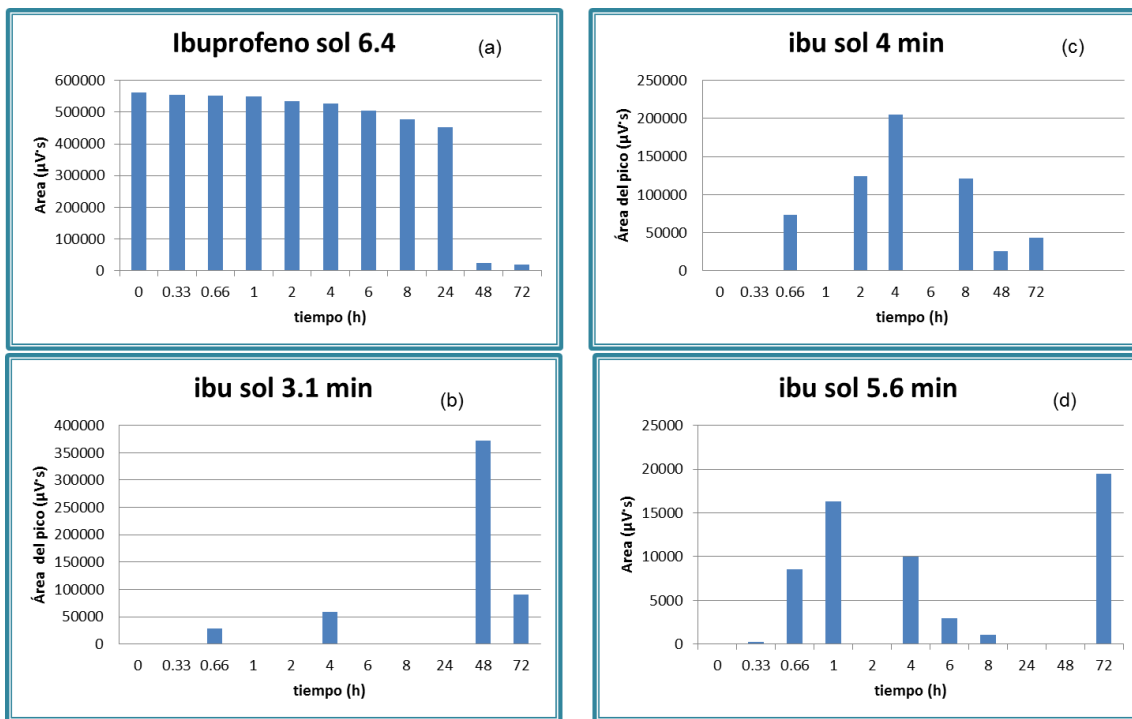 Ibuprofeno sol 6.4 (a)
Area (µV·s)
600000
500000
400000
300000
200000
100000
0
0 0.33 0.66 1 2 4 6 8 24 48 72
tiempo (h)
ibu sol 4 min (c)
Área del pico (µV·s)
250000
200000
150000
100000
50000
0
0 0.33 0.66 1 2 4 6 8 48 72
tiempo (h)
ibu sol 3.1 min (b)
Área del pico (µV·s)
400000
350000
300000
250000
200000
150000
100000
50000
0
0 0.33 0.66 1 2 4 6 8 24 48 72
tiempo (h)
ibu sol 5.6 min (d)
Area (µV·s)
25000
20000
15000
10000
5000
0
0 0.33 0.66 1 2 4 6 8 24 48 72
tiempo (h)